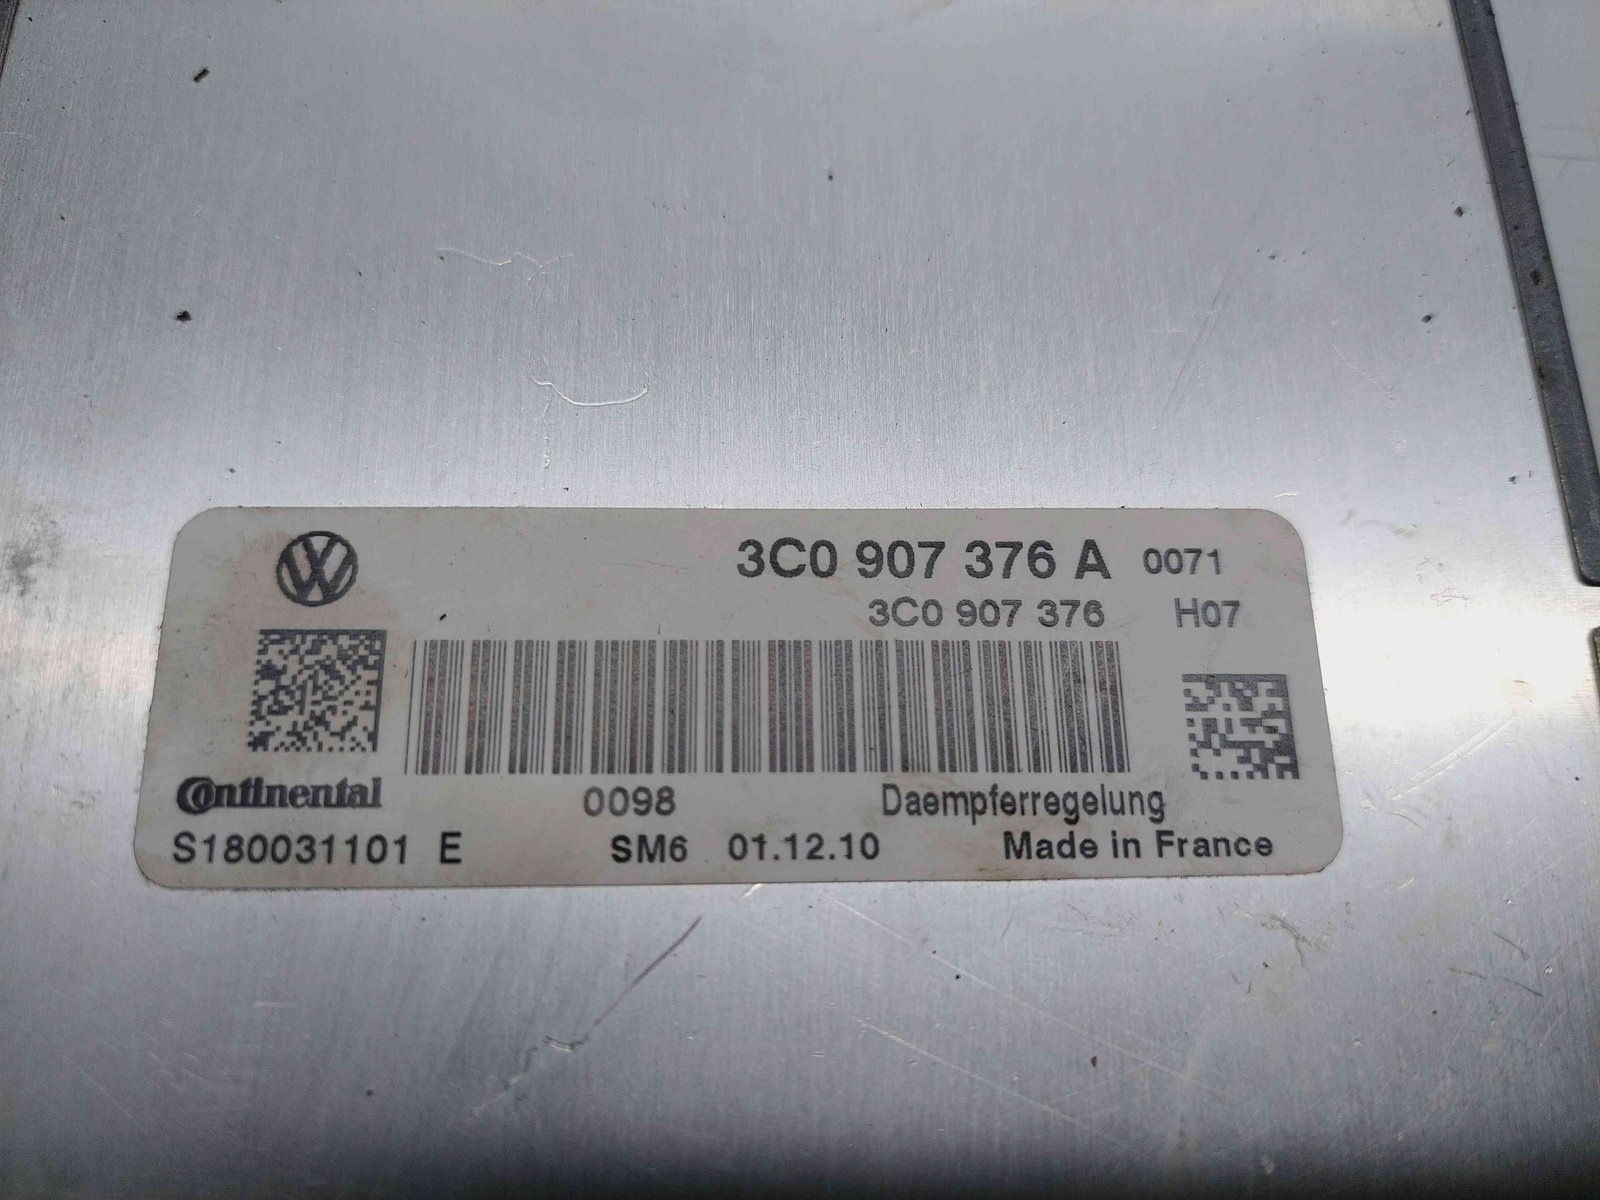 3C0 907 376 A 0071
3C0 907 376 H07
Continental 0098 Daempferregelung
S180031101 E SM6 01.12.10 Made in France